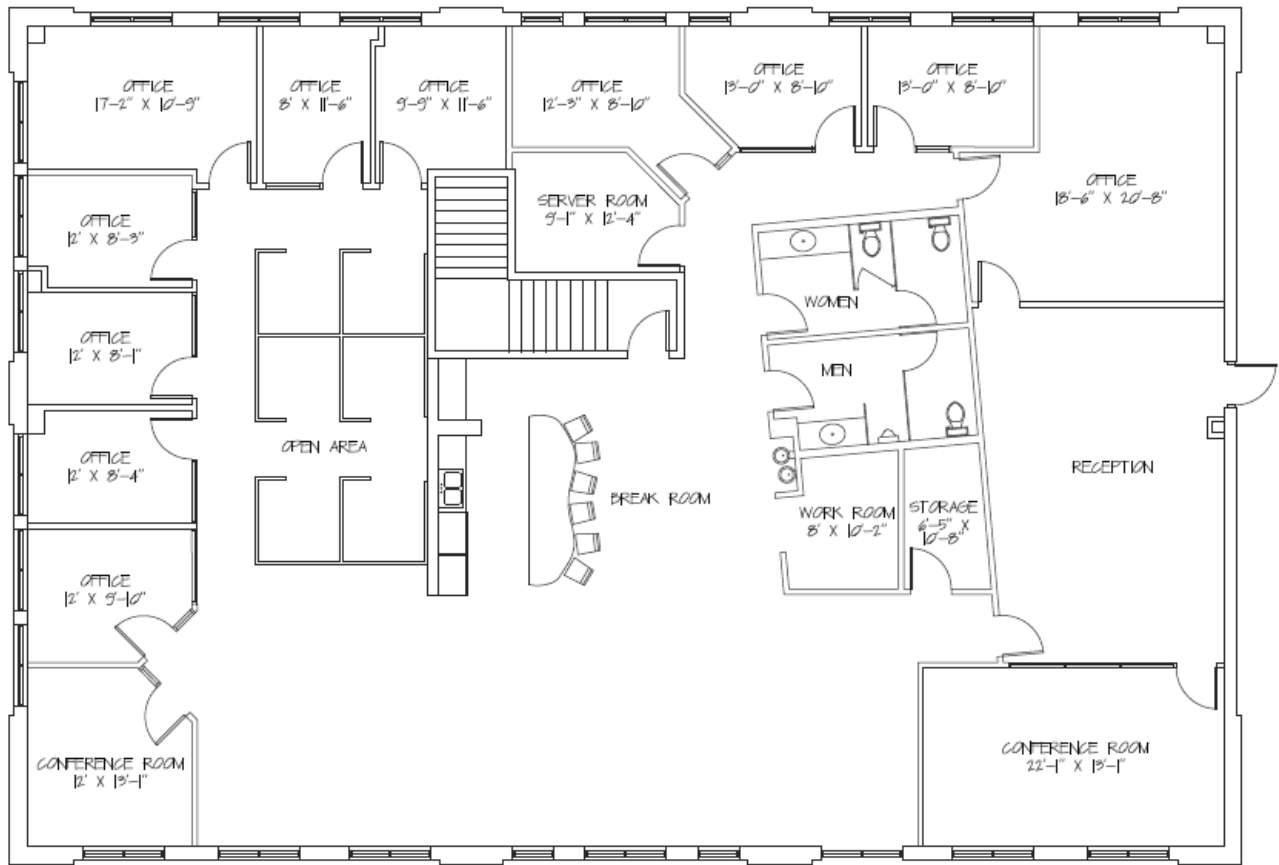 OFFICE
17'-2" X 10'-9"
OFFICE
8' X 11'-6"
OFFICE
9'-9" X 11'-6"
OFFICE
12'-3" X 8'-10"
OFFICE
13'-0" X 8'-10"
OFFICE
13'-0" X 8'-10"
OFFICE
18'-6" X 20'-8"
OFFICE
12' X 8'-3"
SERVER ROOM
9'-1" X 12'-4"
WOMEN
OFFICE
12' X 8'-1"
MEN
OFFICE
12' X 8'-4"
OPEN AREA
BREAK ROOM
RECEPTION
WORK ROOM
8' X 10'-2"
STORAGE
6'-5" X
10'-8"
OFFICE
12' X 9'-10"
CONFERENCE ROOM
12' X 13'-1"
CONFERENCE ROOM
22'-1" X 13'-1"